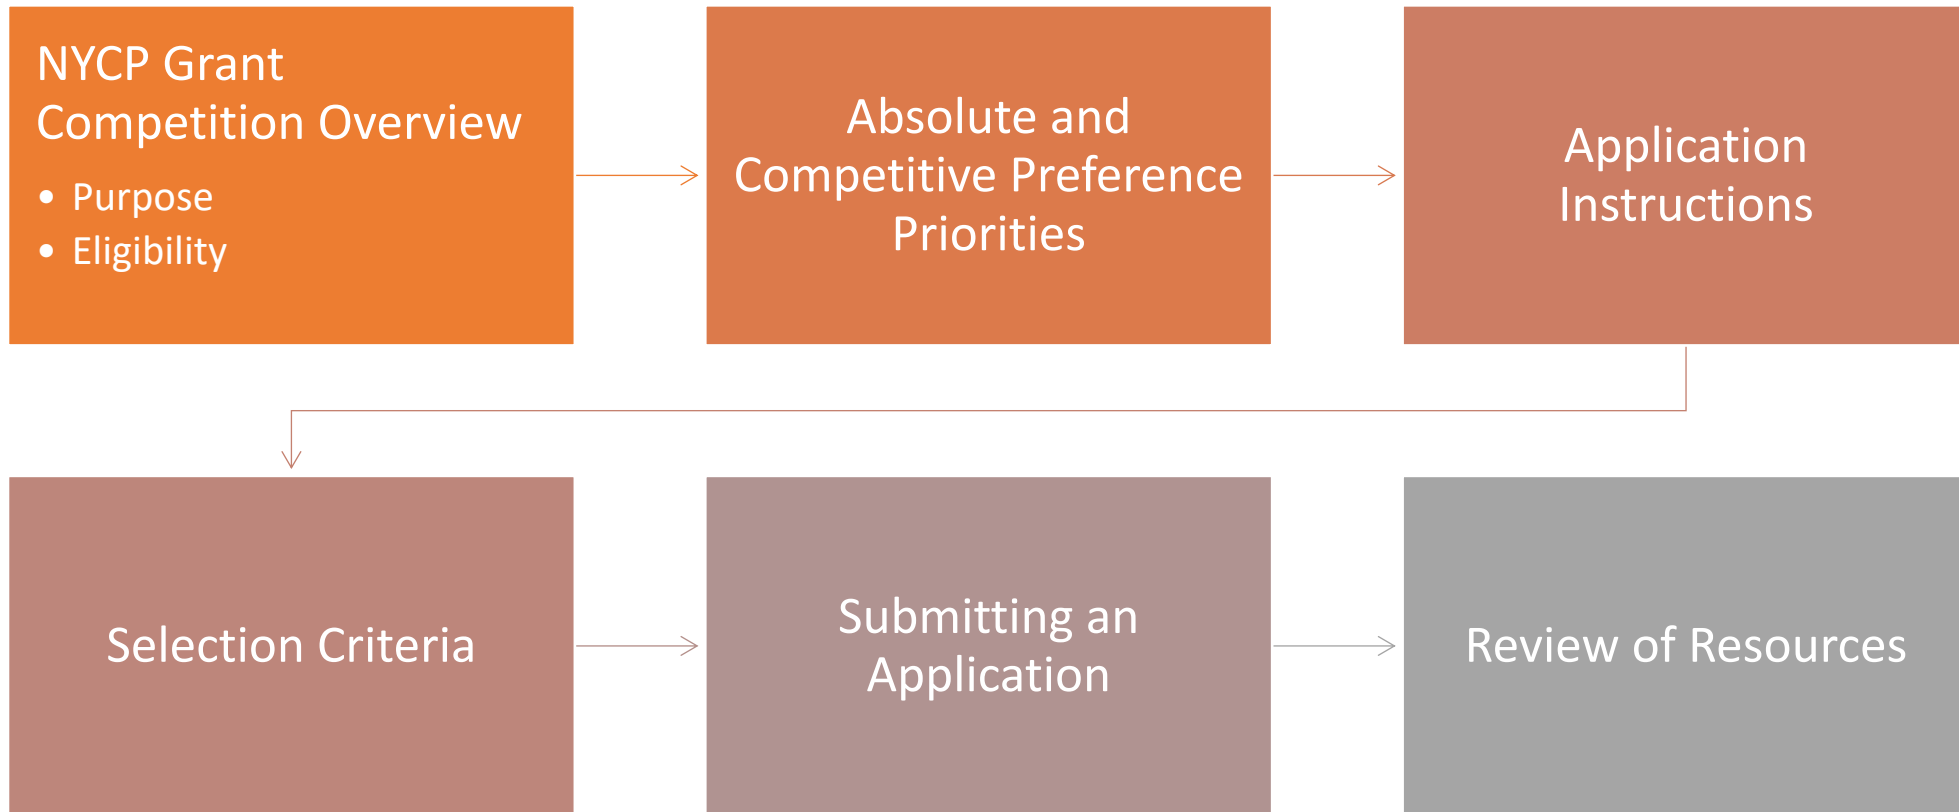 NYCP Grant
Competition Overview
• Purpose
• Eligibility
Absolute and
Competitive Preference
Priorities
Application
Instructions
Selection Criteria
Submitting an
Application
Review of Resources